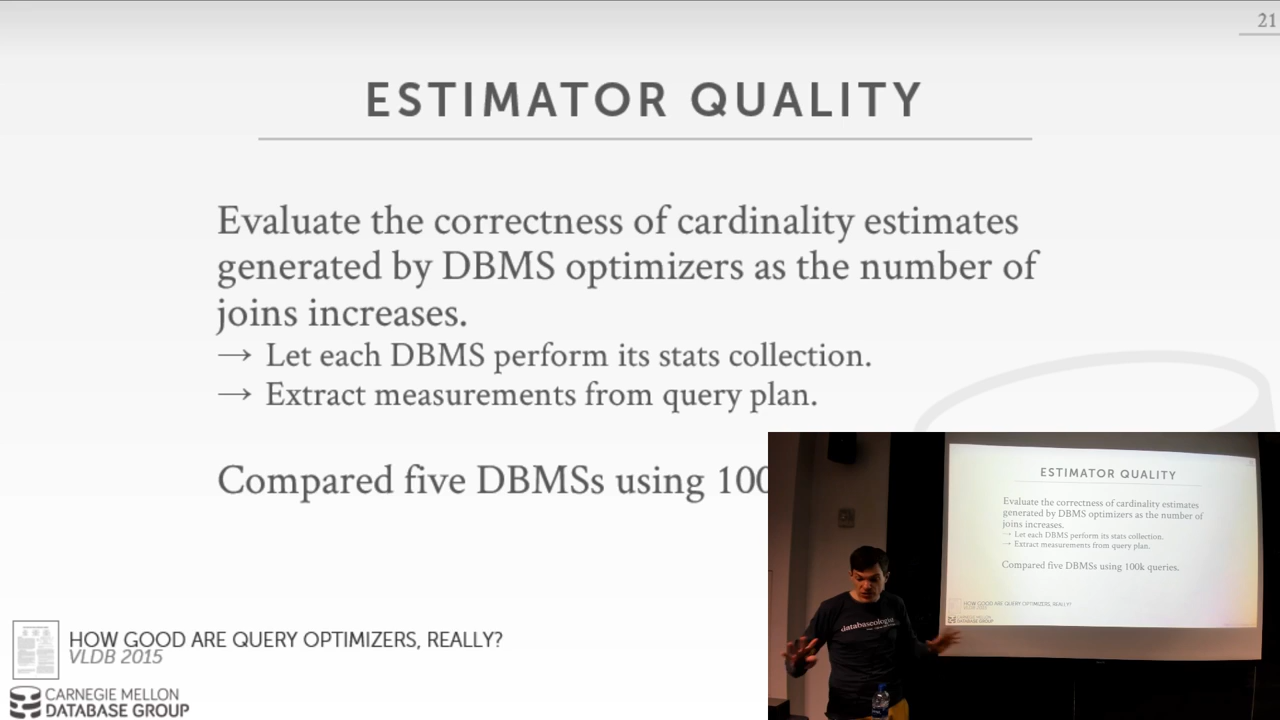 21
ESTIMATOR QUALITY
Evaluate the correctness of cardinality estimates
generated by DBMS optimizers as the number of
joins increases.
→ Let each DBMS perform its stats collection.
→ Extract measurements from query plan.
Compared five DBMSs using 100
HOW GOOD ARE QUERY OPTIMIZERS, REALLY?
VLDB 2015
CARNEGIE MELLON
DATABASE GROUP
ESTIMATOR QUALITY
Evaluate the correctness of cardinality estimates
generated by DBMS optimizers as the number of
joins increases.
→ Let each DBMS perform its stats collection.
→ Extract measurements from query plan.
Compared five DBMSs using 100k queries.
HOW GOOD ARE QUERY OPTIMIZERS, REALLY?
VLDB 2015
CARNEGIE MELLON
DATABASE GROUP